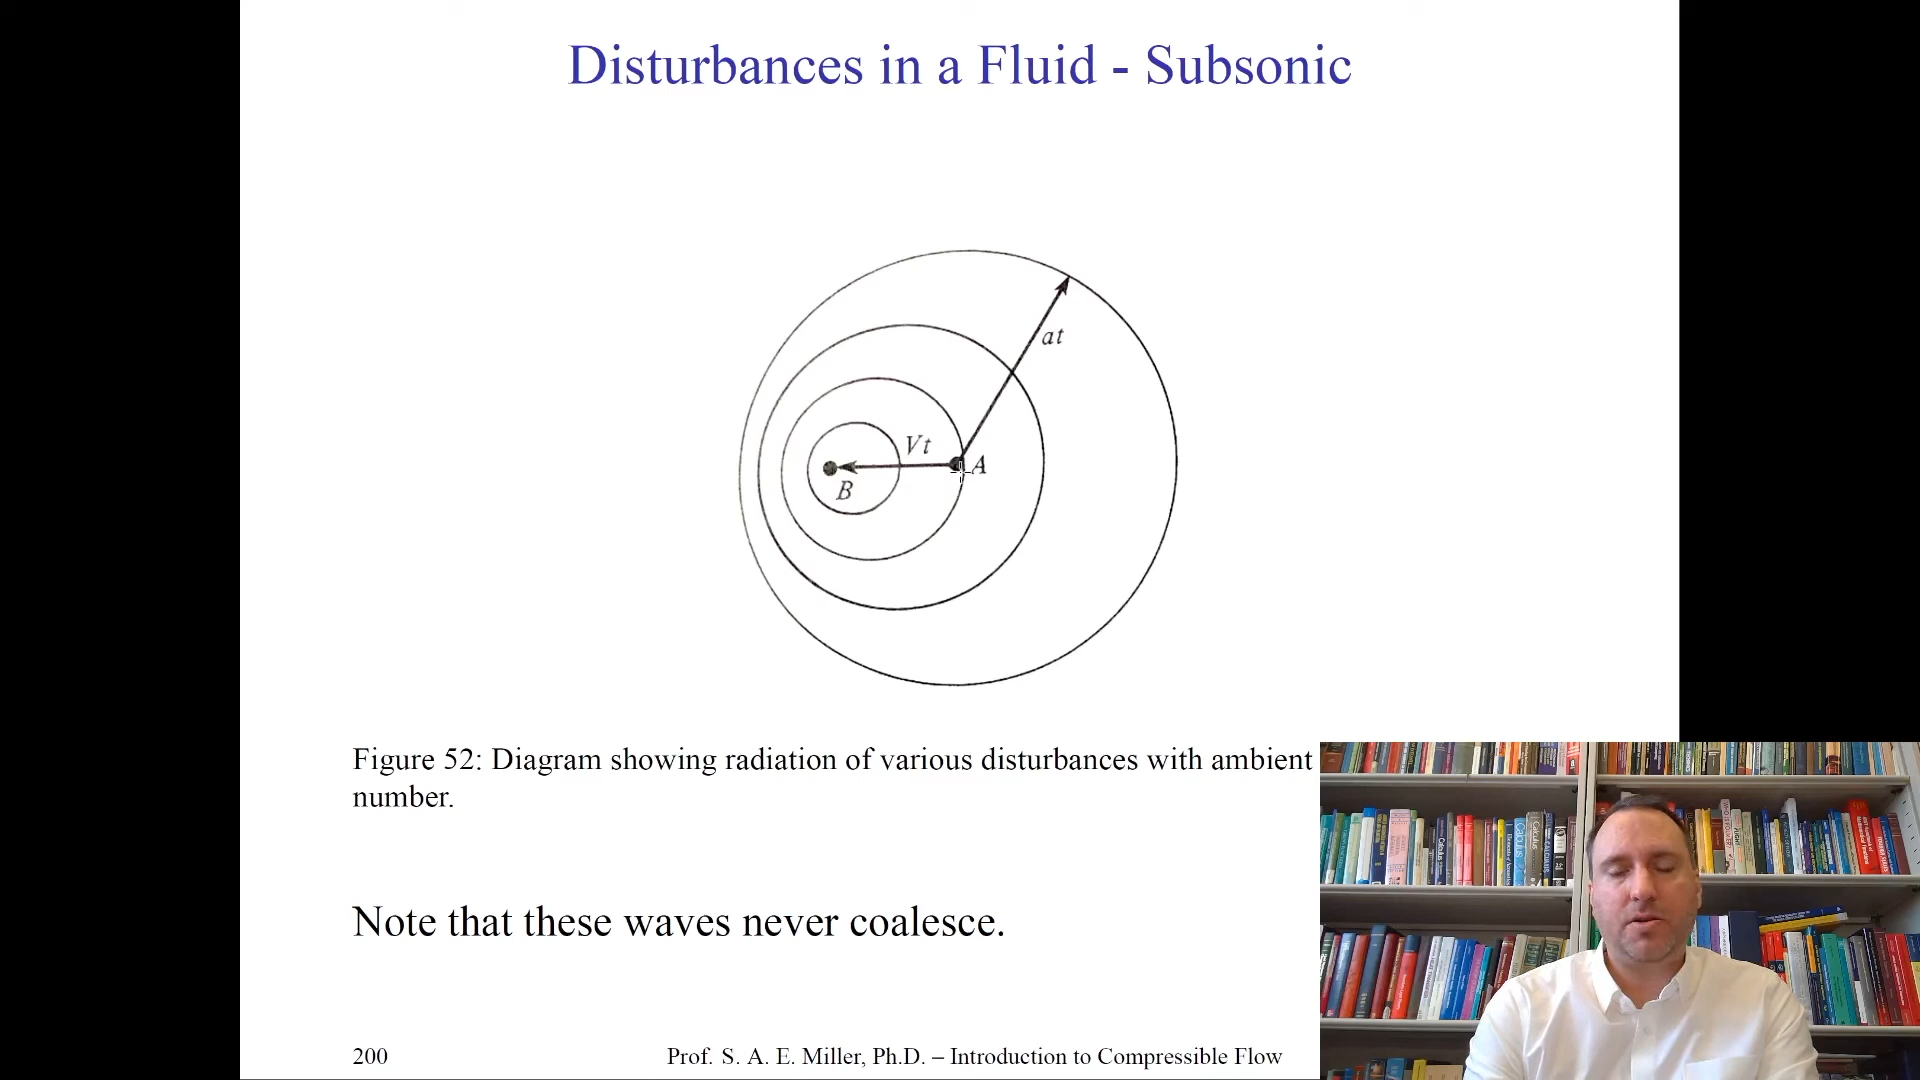 Disturbances in a Fluid - Subsonic
at
Vt
A
B
Figure 52: Diagram showing radiation of various disturbances with ambient
number.
Note that these waves never coalesce.
200
Prof. S. A. E. Miller, Ph.D. – Introduction to Compressible Flow
Calculus